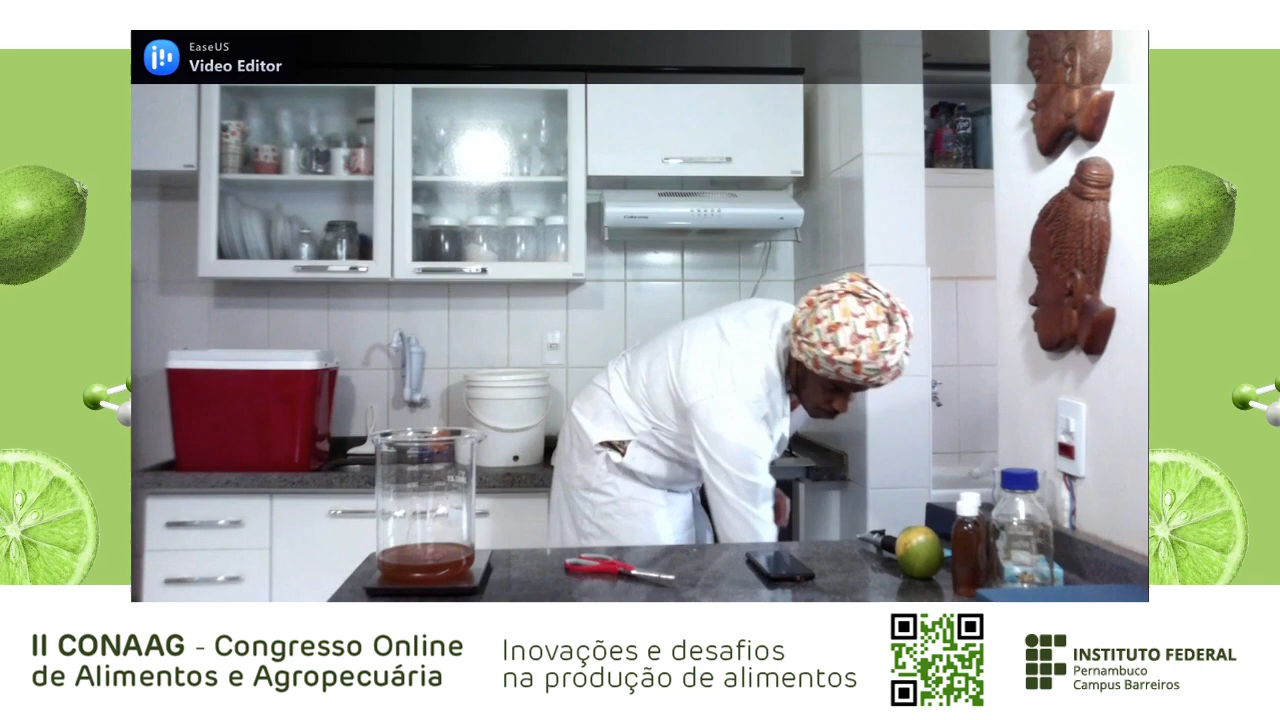 EaseUS
Video Editor
II CONAAG - Congresso Online
de Alimentos e Agropecuária
Inovações e desafios
na produção de alimentos
INSTITUTO FEDERAL
Pernambuco
Campus Barreiros